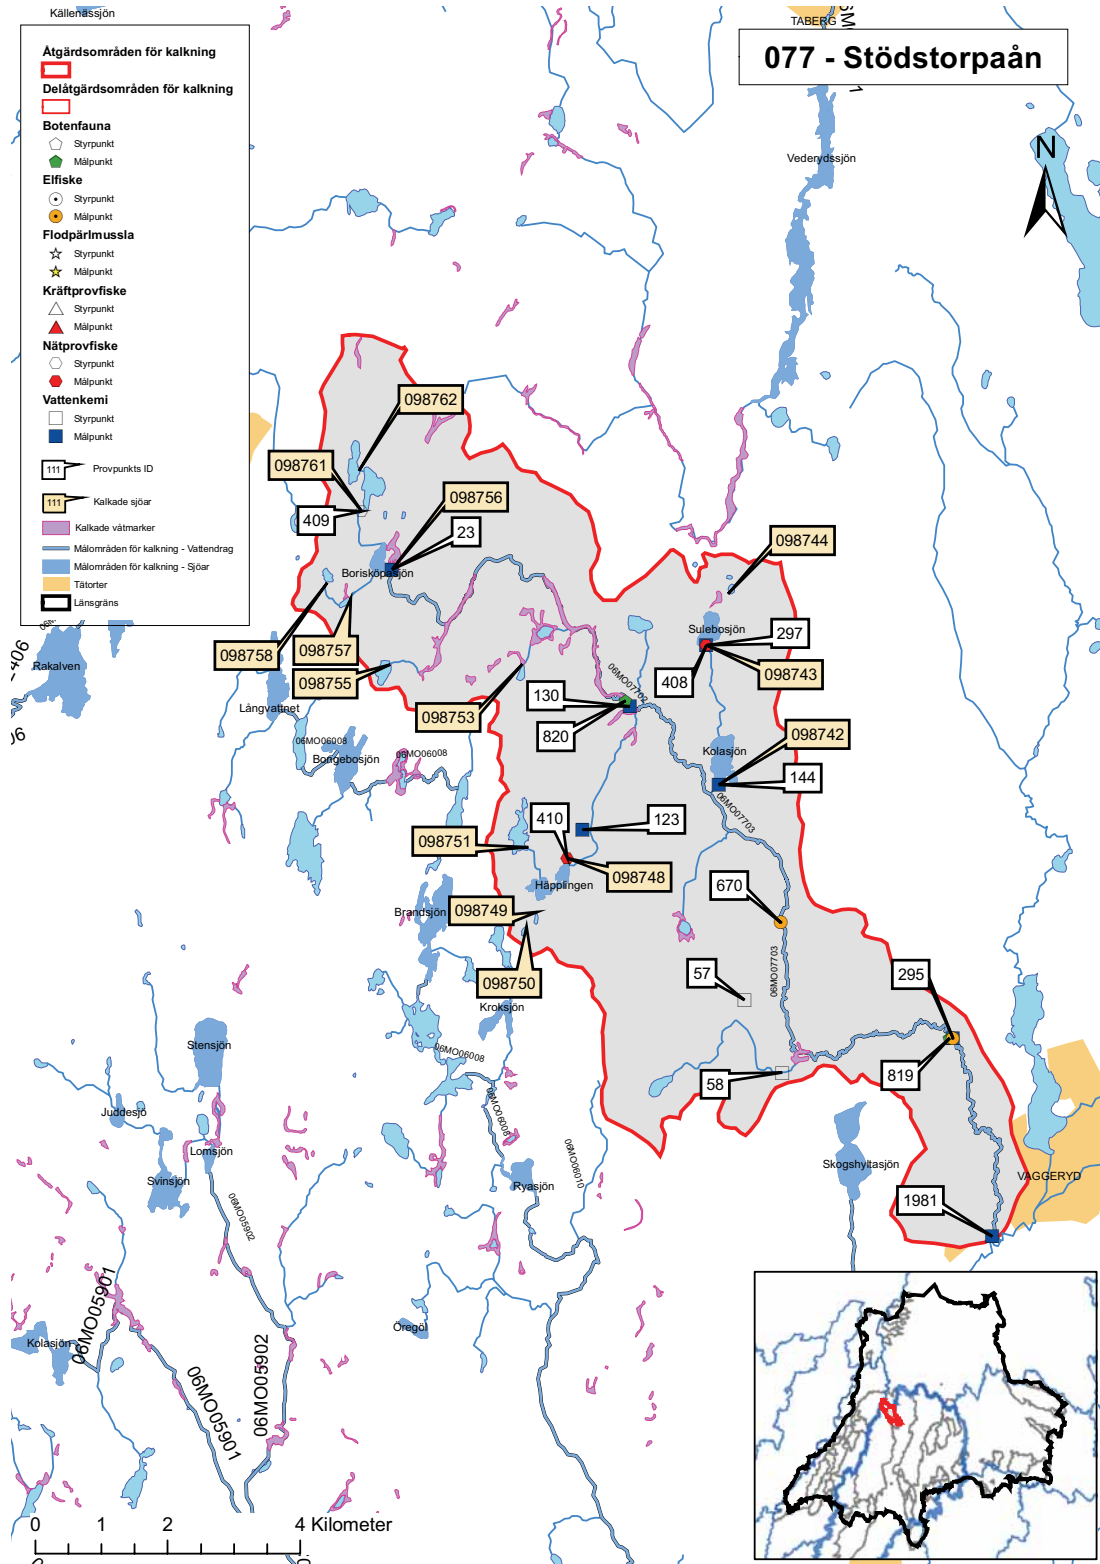 Källenässjön
TABERG
077 - Stödstorpaån
Åtgärdsområden för kalkning
Delåtgärdsområden för kalkning
Botenfauna
Styrpunkt
Målpunkt
Elfiske
Styrpunkt
Målpunkt
Flodpärlmussla
Styrpunkt
Målpunkt
Kräftprovfiske
Styrpunkt
Målpunkt
Nätprovfiske
Styrpunkt
Målpunkt
Vattenkemi
Styrpunkt
Målpunkt
111 Provpunkts ID
111 Kalkade sjöar
Kalkade våtmarker
Målområden för kalkning - Vattendrag
Målområden för kalkning - Sjöar
Tätorter
Länsgräns
Vederydssjön
N
098762
098761
409
098756
23
Borisköpasjön
098744
098758
098757
098755
098753
Sulebosjön
297
408
098743
Rakalven
Långvattnet
06MO06008
Bongebosjön
06MO06008
06MO07702
130
820
Kolasjön
098742
144
06MO07703
410
123
098751
098748
Häpplingen
670
Brandsjön
098749
098750
Kroksjön
57
06MO07703
295
819
58
06MO06008
Stensjön
Juddesjö
Lomsjön
Svinsjön
06MO06008
06MO06010
Ryasjön
Skogshyltasjön
VAGGERYD
1981
06MO05902
06MO05901
Kolasjön
Öregöl
06MO05902
06MO05901
0 1 2 4 Kilometer